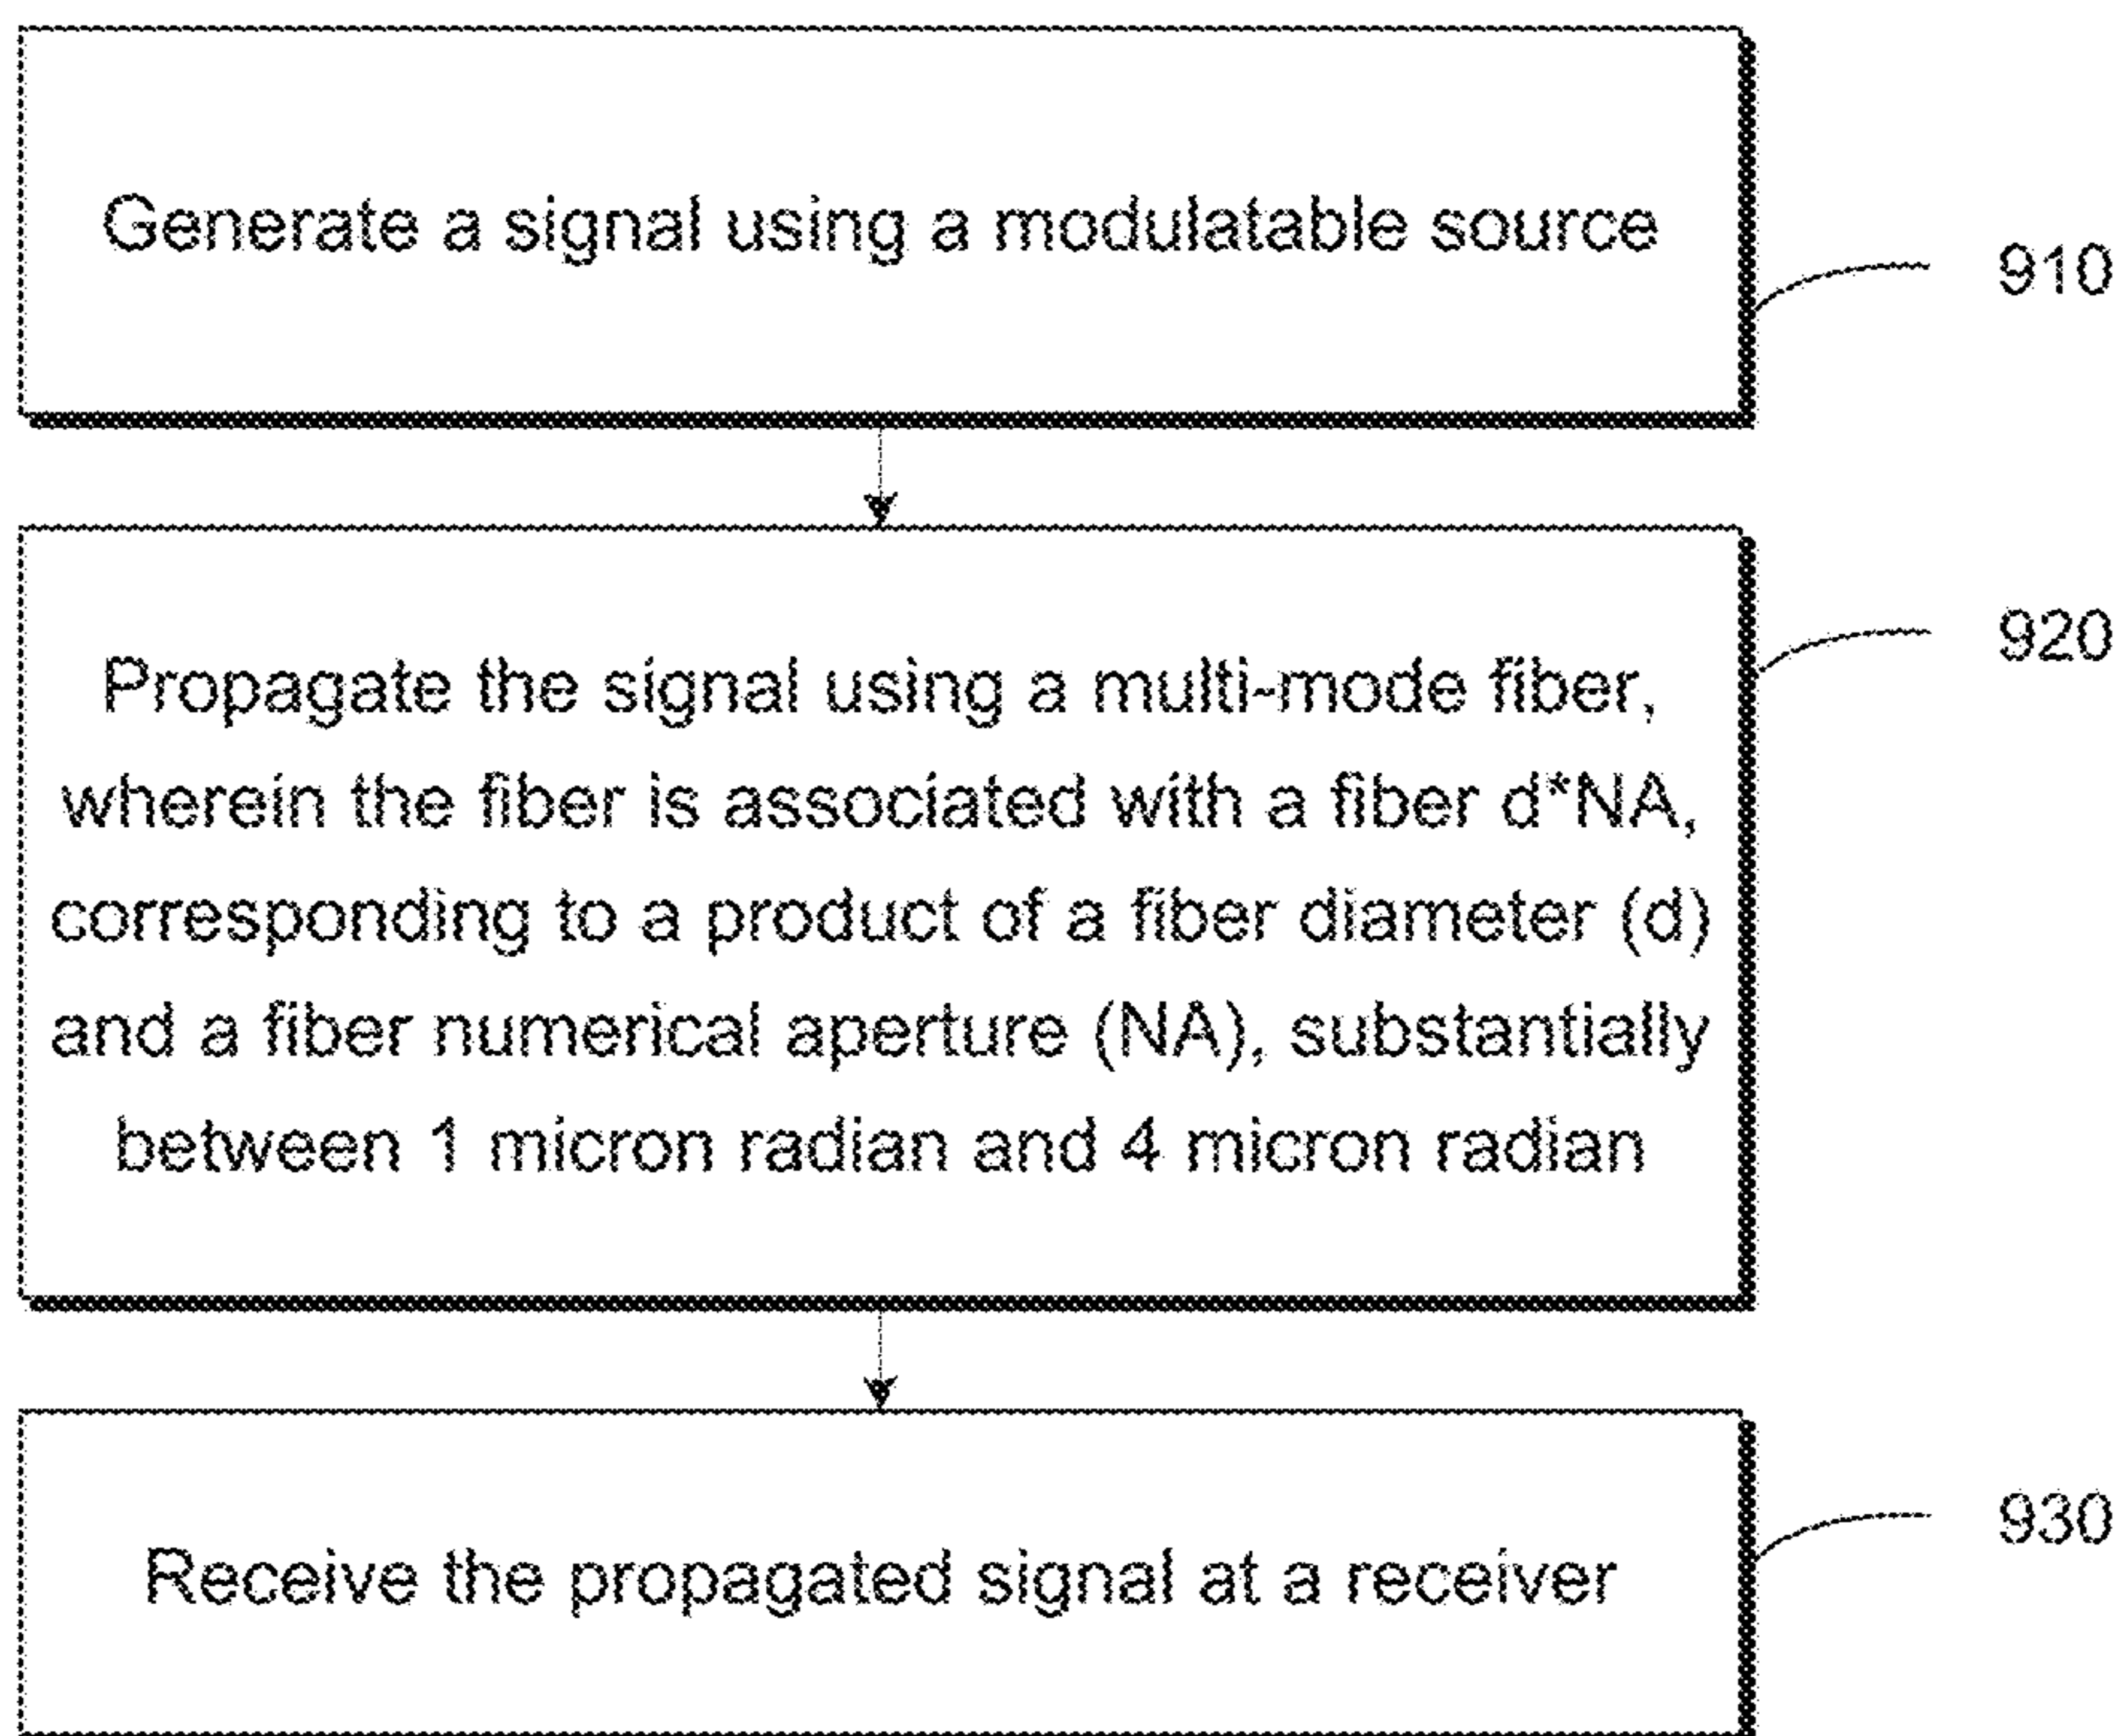 Generate a signal using a modulatable source
910
Propagate the signal using a multi-mode fiber,
wherein the fiber is associated with a fiber d*NA,
corresponding to a product of a fiber diameter (d)
and a fiber numerical aperture (NA), substantially
between 1 micron radian and 4 micron radian
920
Receive the propagated signal at a receiver
930